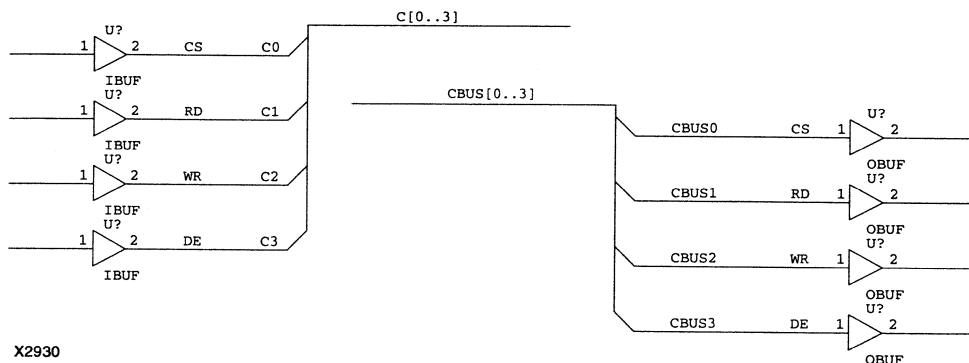 C[0..3]
U?
1 2 CS C0
IBUF
U?
1 2 RD C1
IBUF
U?
1 2 WR C2
IBUF
U?
1 2 DE C3
IBUF
CBUS[0..3]
U?
CBUS0 CS 1 2
OBUF
U?
CBUS1 RD 1 2
OBUF
U?
CBUS2 WR 1 2
OBUF
U?
CBUS3 DE 1 2
OBUF
X2930